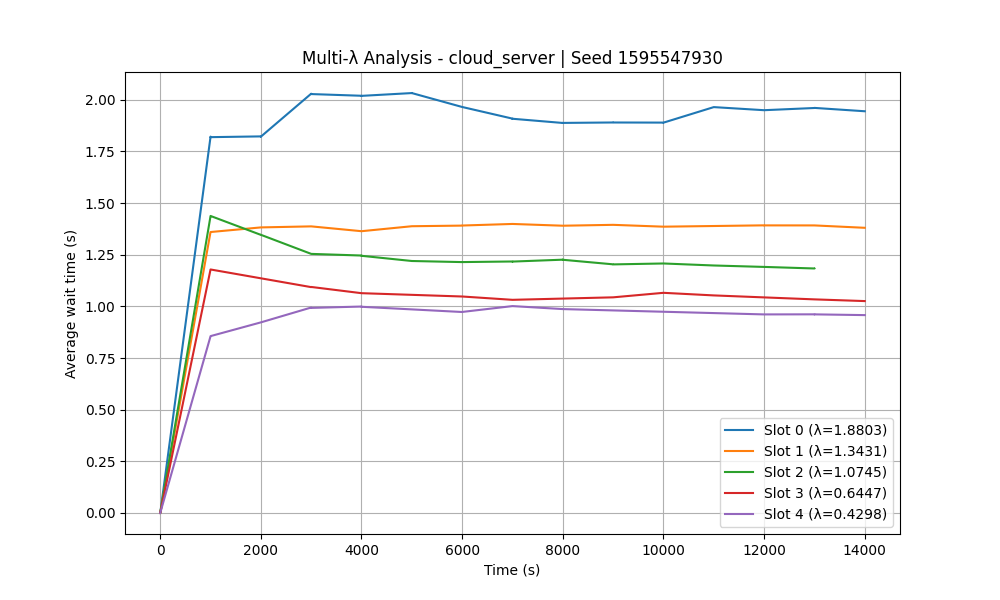 Multi-λ Analysis - cloud_server | Seed 1595547930
Average wait time (s)
2.00
1.75
1.50
1.25
1.00
0.75
0.50
0.25
0.00
Slot 0 (λ=1.8803)
Slot 1 (λ=1.3431)
Slot 2 (λ=1.0745)
Slot 3 (λ=0.6447)
Slot 4 (λ=0.4298)
0 2000 4000 6000 8000 10000 12000 14000
Time (s)